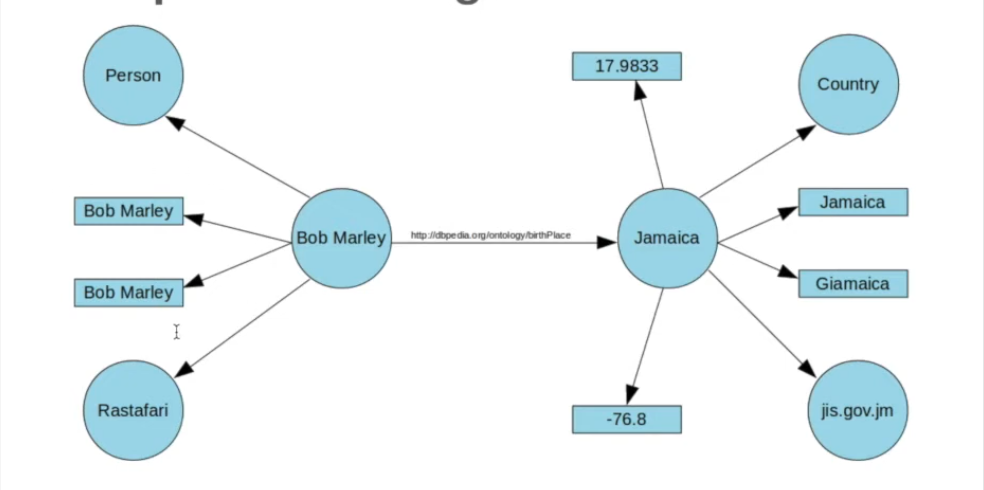 Person
17.9833
Country
Bob Marley
Jamaica
Bob Marley
http://dbpedia.org/ontology/birthPlace
Jamaica
Bob Marley
Giamaica
Rastafari
-76.8
jis.gov.jm